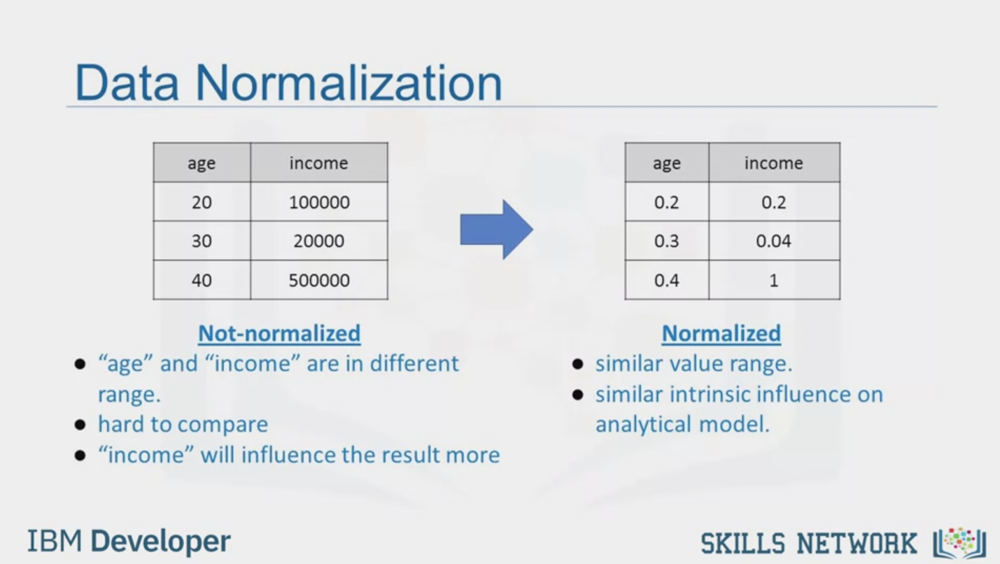 Data Normalization
age income
20 100000
30 20000
40 500000
age income
0.2 0.2
0.3 0.04
0.4 1
Not-normalized
● “age” and “income” are in different
range.
● hard to compare
● “income” will influence the result more
Normalized
● similar value range.
● similar intrinsic influence on
analytical model.
IBM Developer
SKILLS NETWORK